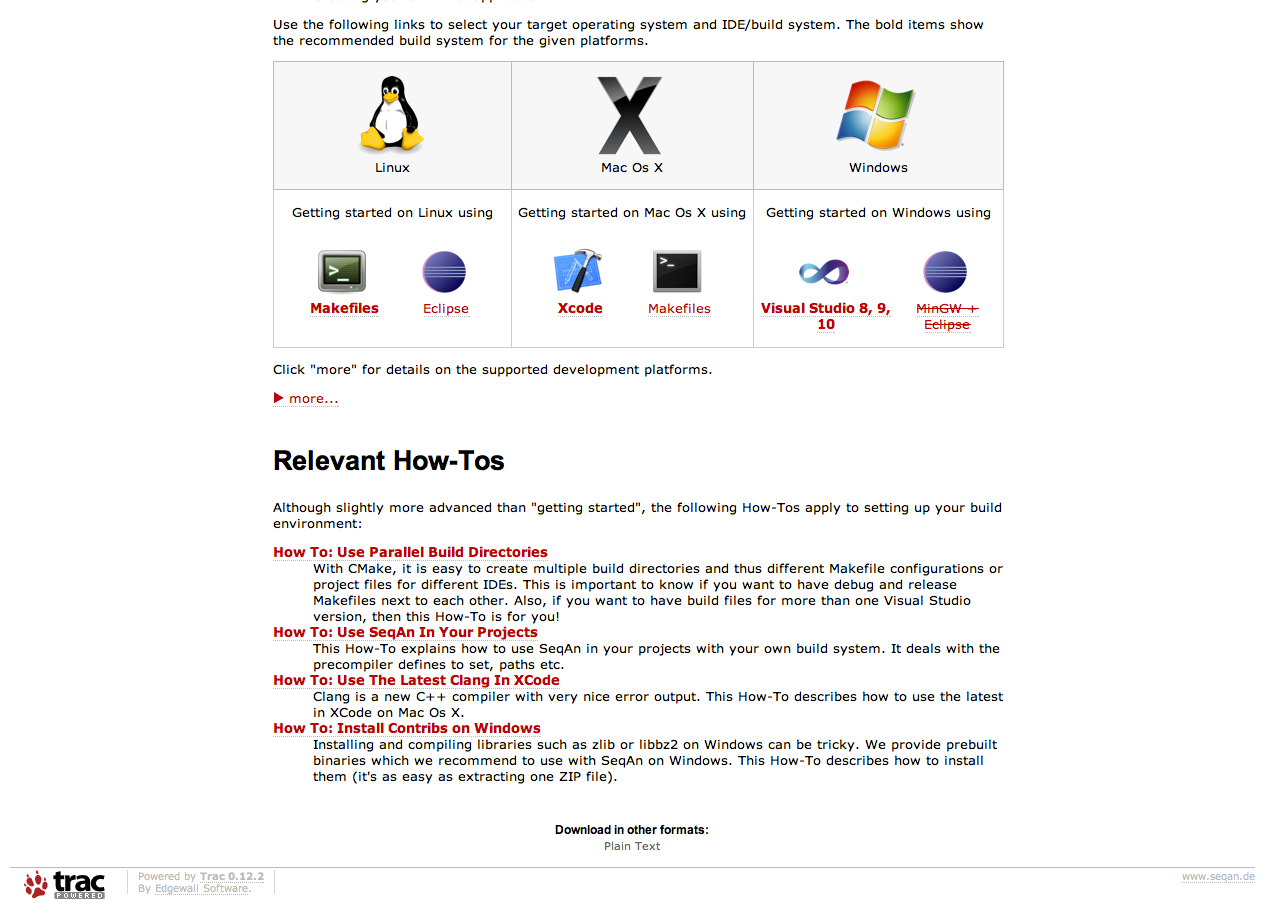 Use the following links to select your target operating system and IDE/build system. The bold items show
the recommended build system for the given platforms.
Linux
Mac Os X
Windows
Getting started on Linux using
Getting started on Mac Os X using
Getting started on Windows using
Makefiles
Eclipse
Xcode
Makefiles
Visual Studio 8, 9,
10
MinGW +
Eclipse
Click "more" for details on the supported development platforms.
more...
Relevant How-Tos
Although slightly more advanced than "getting started", the following How-Tos apply to setting up your build
environment:
How To: Use Parallel Build Directories
With CMake, it is easy to create multiple build directories and thus different Makefile configurations or
project files for different IDEs. This is important to know if you want to have debug and release
Makefiles next to each other. Also, if you want to have build files for more than one Visual Studio
version, then this How-To is for you!
How To: Use SeqAn In Your Projects
This How-To explains how to use SeqAn in your projects with your own build system. It deals with the
precompiler defines to set, paths etc.
How To: Use The Latest Clang In XCode
Clang is a new C++ compiler with very nice error output. This How-To describes how to use the latest
in XCode on Mac Os X.
How To: Install Contribs on Windows
Installing and compiling libraries such as zlib or libbz2 on Windows can be tricky. We provide prebuilt
binaries which we recommend to use with SeqAn on Windows. This How-To describes how to install
them (it's as easy as extracting one ZIP file).
Download in other formats:
Plain Text
trac
POWERED
Powered by Trac 0.12.2
By Edgewall Software.
www.seqan.de